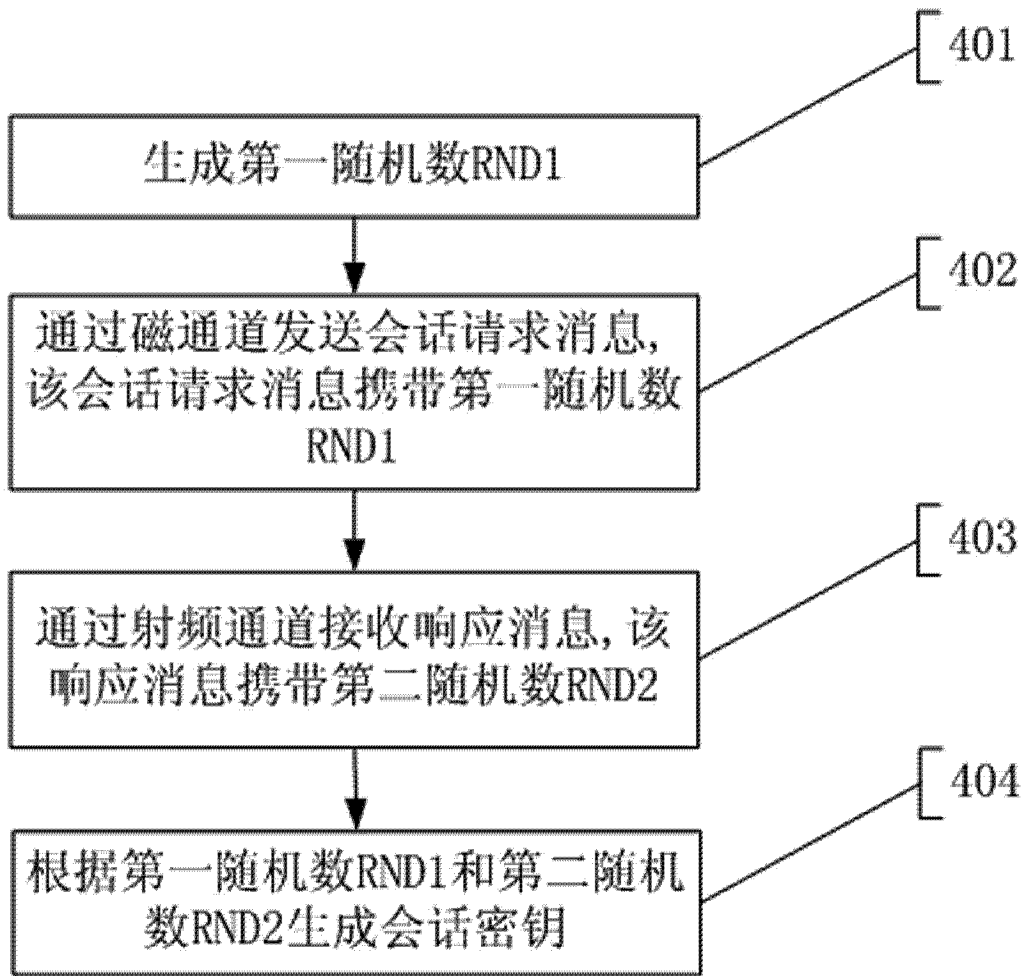 401
生成第一随机数RND1
402
通过磁通道发送会话请求消息,
该会话请求消息携带第一随机数
RND1
403
通过射频通道接收响应消息,该
响应消息携带第二随机数RND2
404
根据第一随机数RND1和第二随机
数RND2生成会话密钥